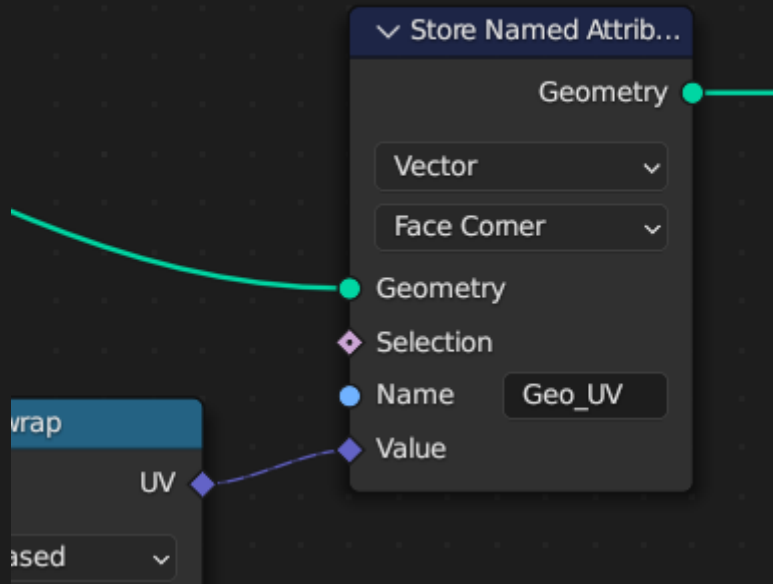 Store Named Attrib...
Geometry
Vector
Face Corner
Geometry
Selection
Name Geo_UV
Value
wrap
UV
ased